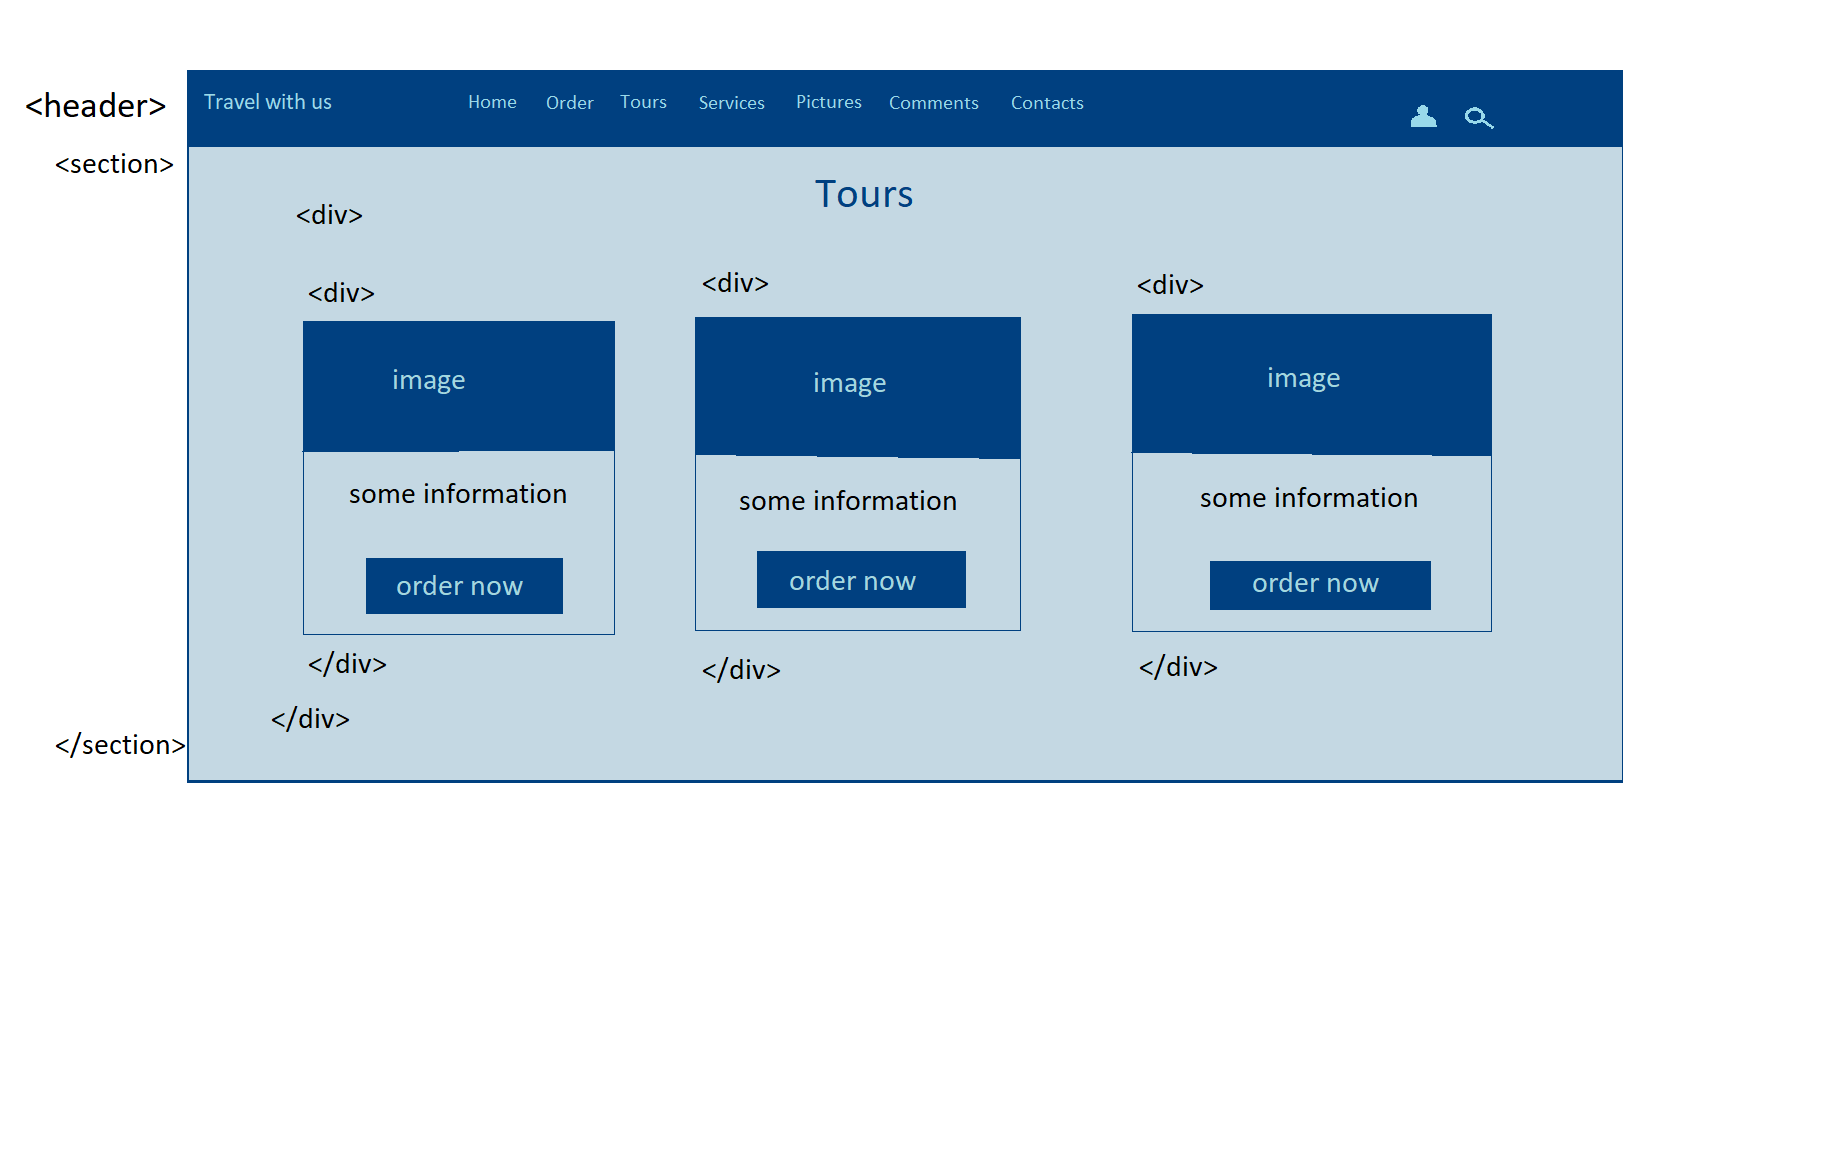 <header>
Travel with us
Home
Order
Tours
Services
Pictures
Comments
Contacts
<section>
Tours
<div>
<div>
<div>
<div>
image
image
image
some information
some information
some information
order now
order now
order now
</div>
</div>
</div>
</div>
</section>